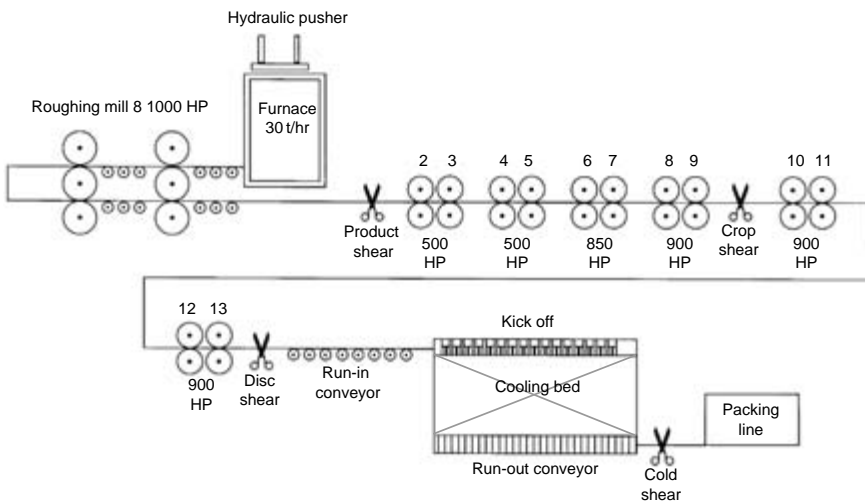 Hydraulic pusher
Roughing mill 8 1000 HP
Furnace
30 t/hr
2 3 4 5 6 7 8 9 10 11
Product
shear
500
HP
500
HP
850
HP
900
HP
Crop
shear
900
HP
12 13
900
HP
Disc
shear
Run-in
conveyor
Kick off
Cooling bed
Run-out conveyor
Cold
shear
Packing
line